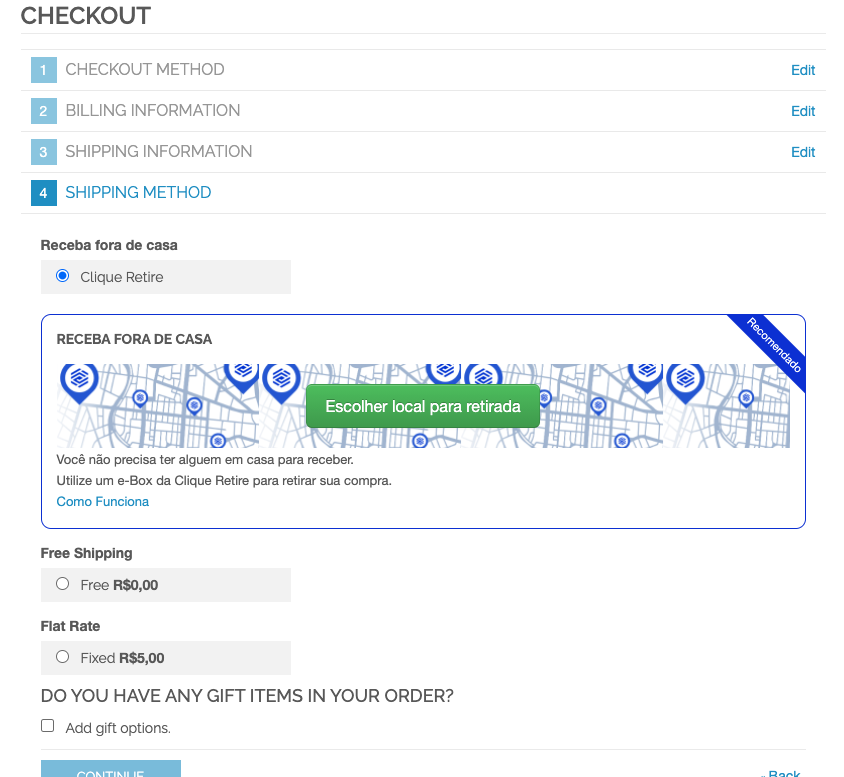 CHECKOUT
1 CHECKOUT METHOD Edit
2 BILLING INFORMATION Edit
3 SHIPPING INFORMATION Edit
4 SHIPPING METHOD
Receba fora de casa
Clique Retire
Recomendado
RECEBA FORA DE CASA
Escolher local para retirada
Você não precisa ter alguem em casa para receber.
Utilize um e-Box da Clique Retire para retirar sua compra.
Como Funciona
Free Shipping
Free R$0,00
Flat Rate
Fixed R$5,00
DO YOU HAVE ANY GIFT ITEMS IN YOUR ORDER?
Add gift options.
CONTINUE Back